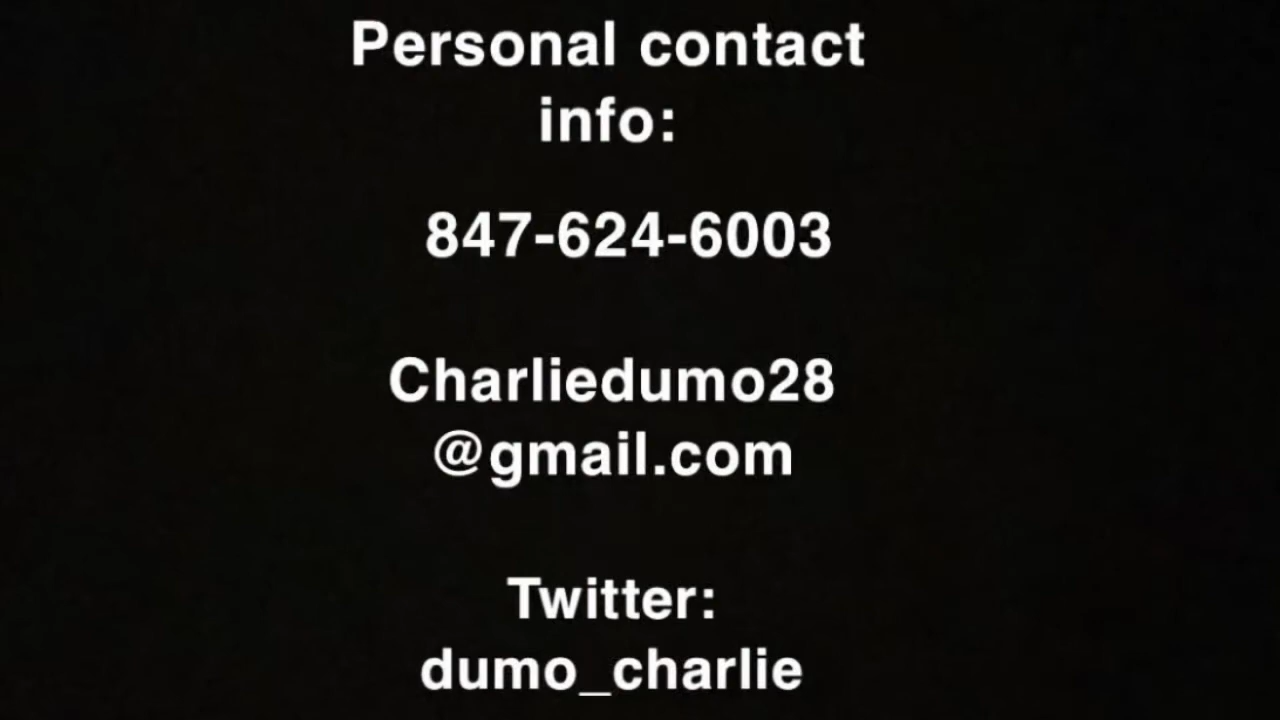 Personal contact
info:
847-624-6003
Charliedumo28
@gmail.com
Twitter:
dumo_charlie